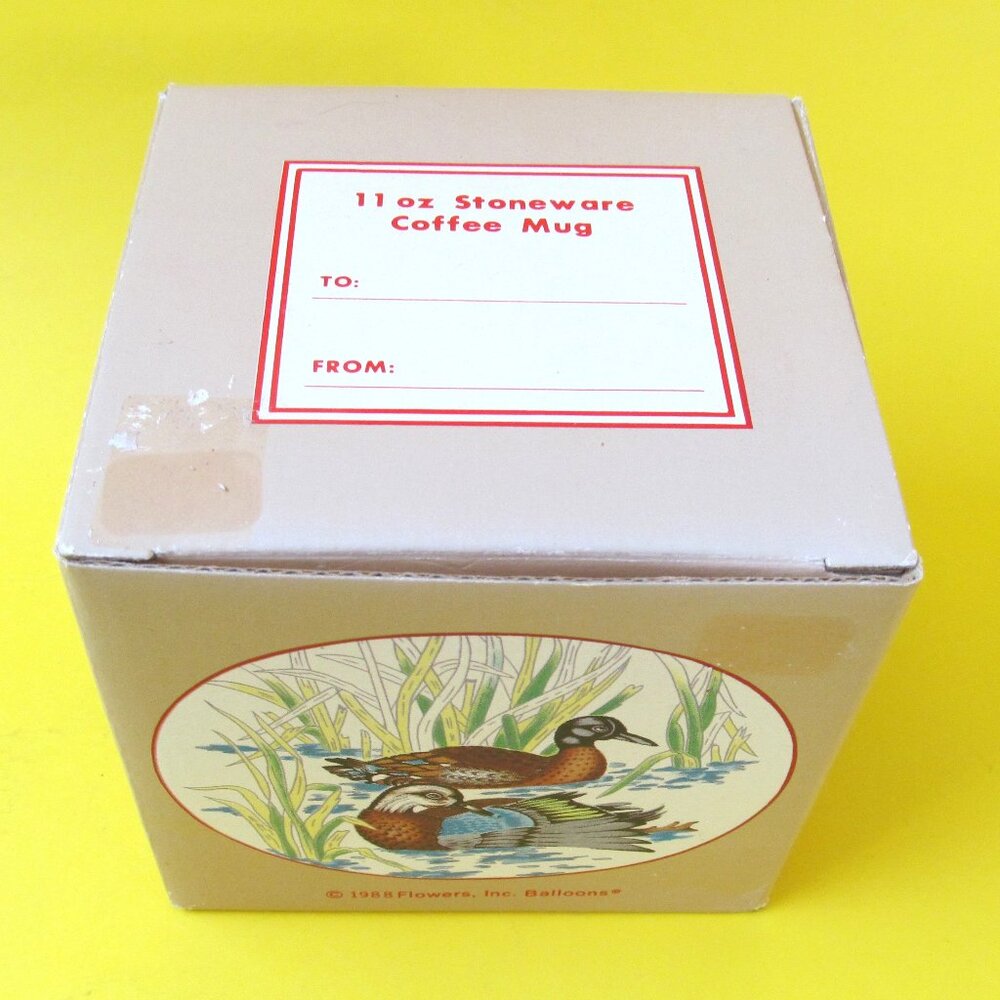 11 oz Stoneware
Coffee Mug
TO:
FROM:
© 1988 Flowers, Inc. Balloons®